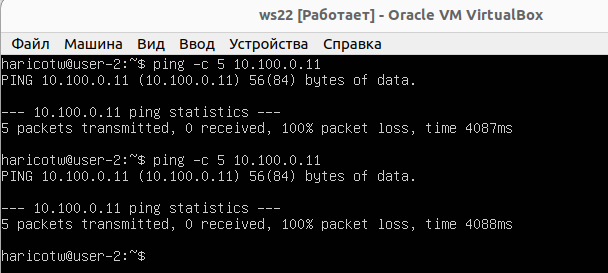 ws22 [Работает] - Oracle VM VirtualBox
Файл Машина Вид Ввод Устройства Справка
haricotw@user-2:~$ ping -c 5 10.100.0.11
PING 10.100.0.11 (10.100.0.11) 56(84) bytes of data.
--- 10.100.0.11 ping statistics ---
5 packets transmitted, 0 received, 100% packet loss, time 4087ms
haricotw@user-2:~$ ping -c 5 10.100.0.11
PING 10.100.0.11 (10.100.0.11) 56(84) bytes of data.
--- 10.100.0.11 ping statistics ---
5 packets transmitted, 0 received, 100% packet loss, time 4088ms
haricotw@user-2:~$